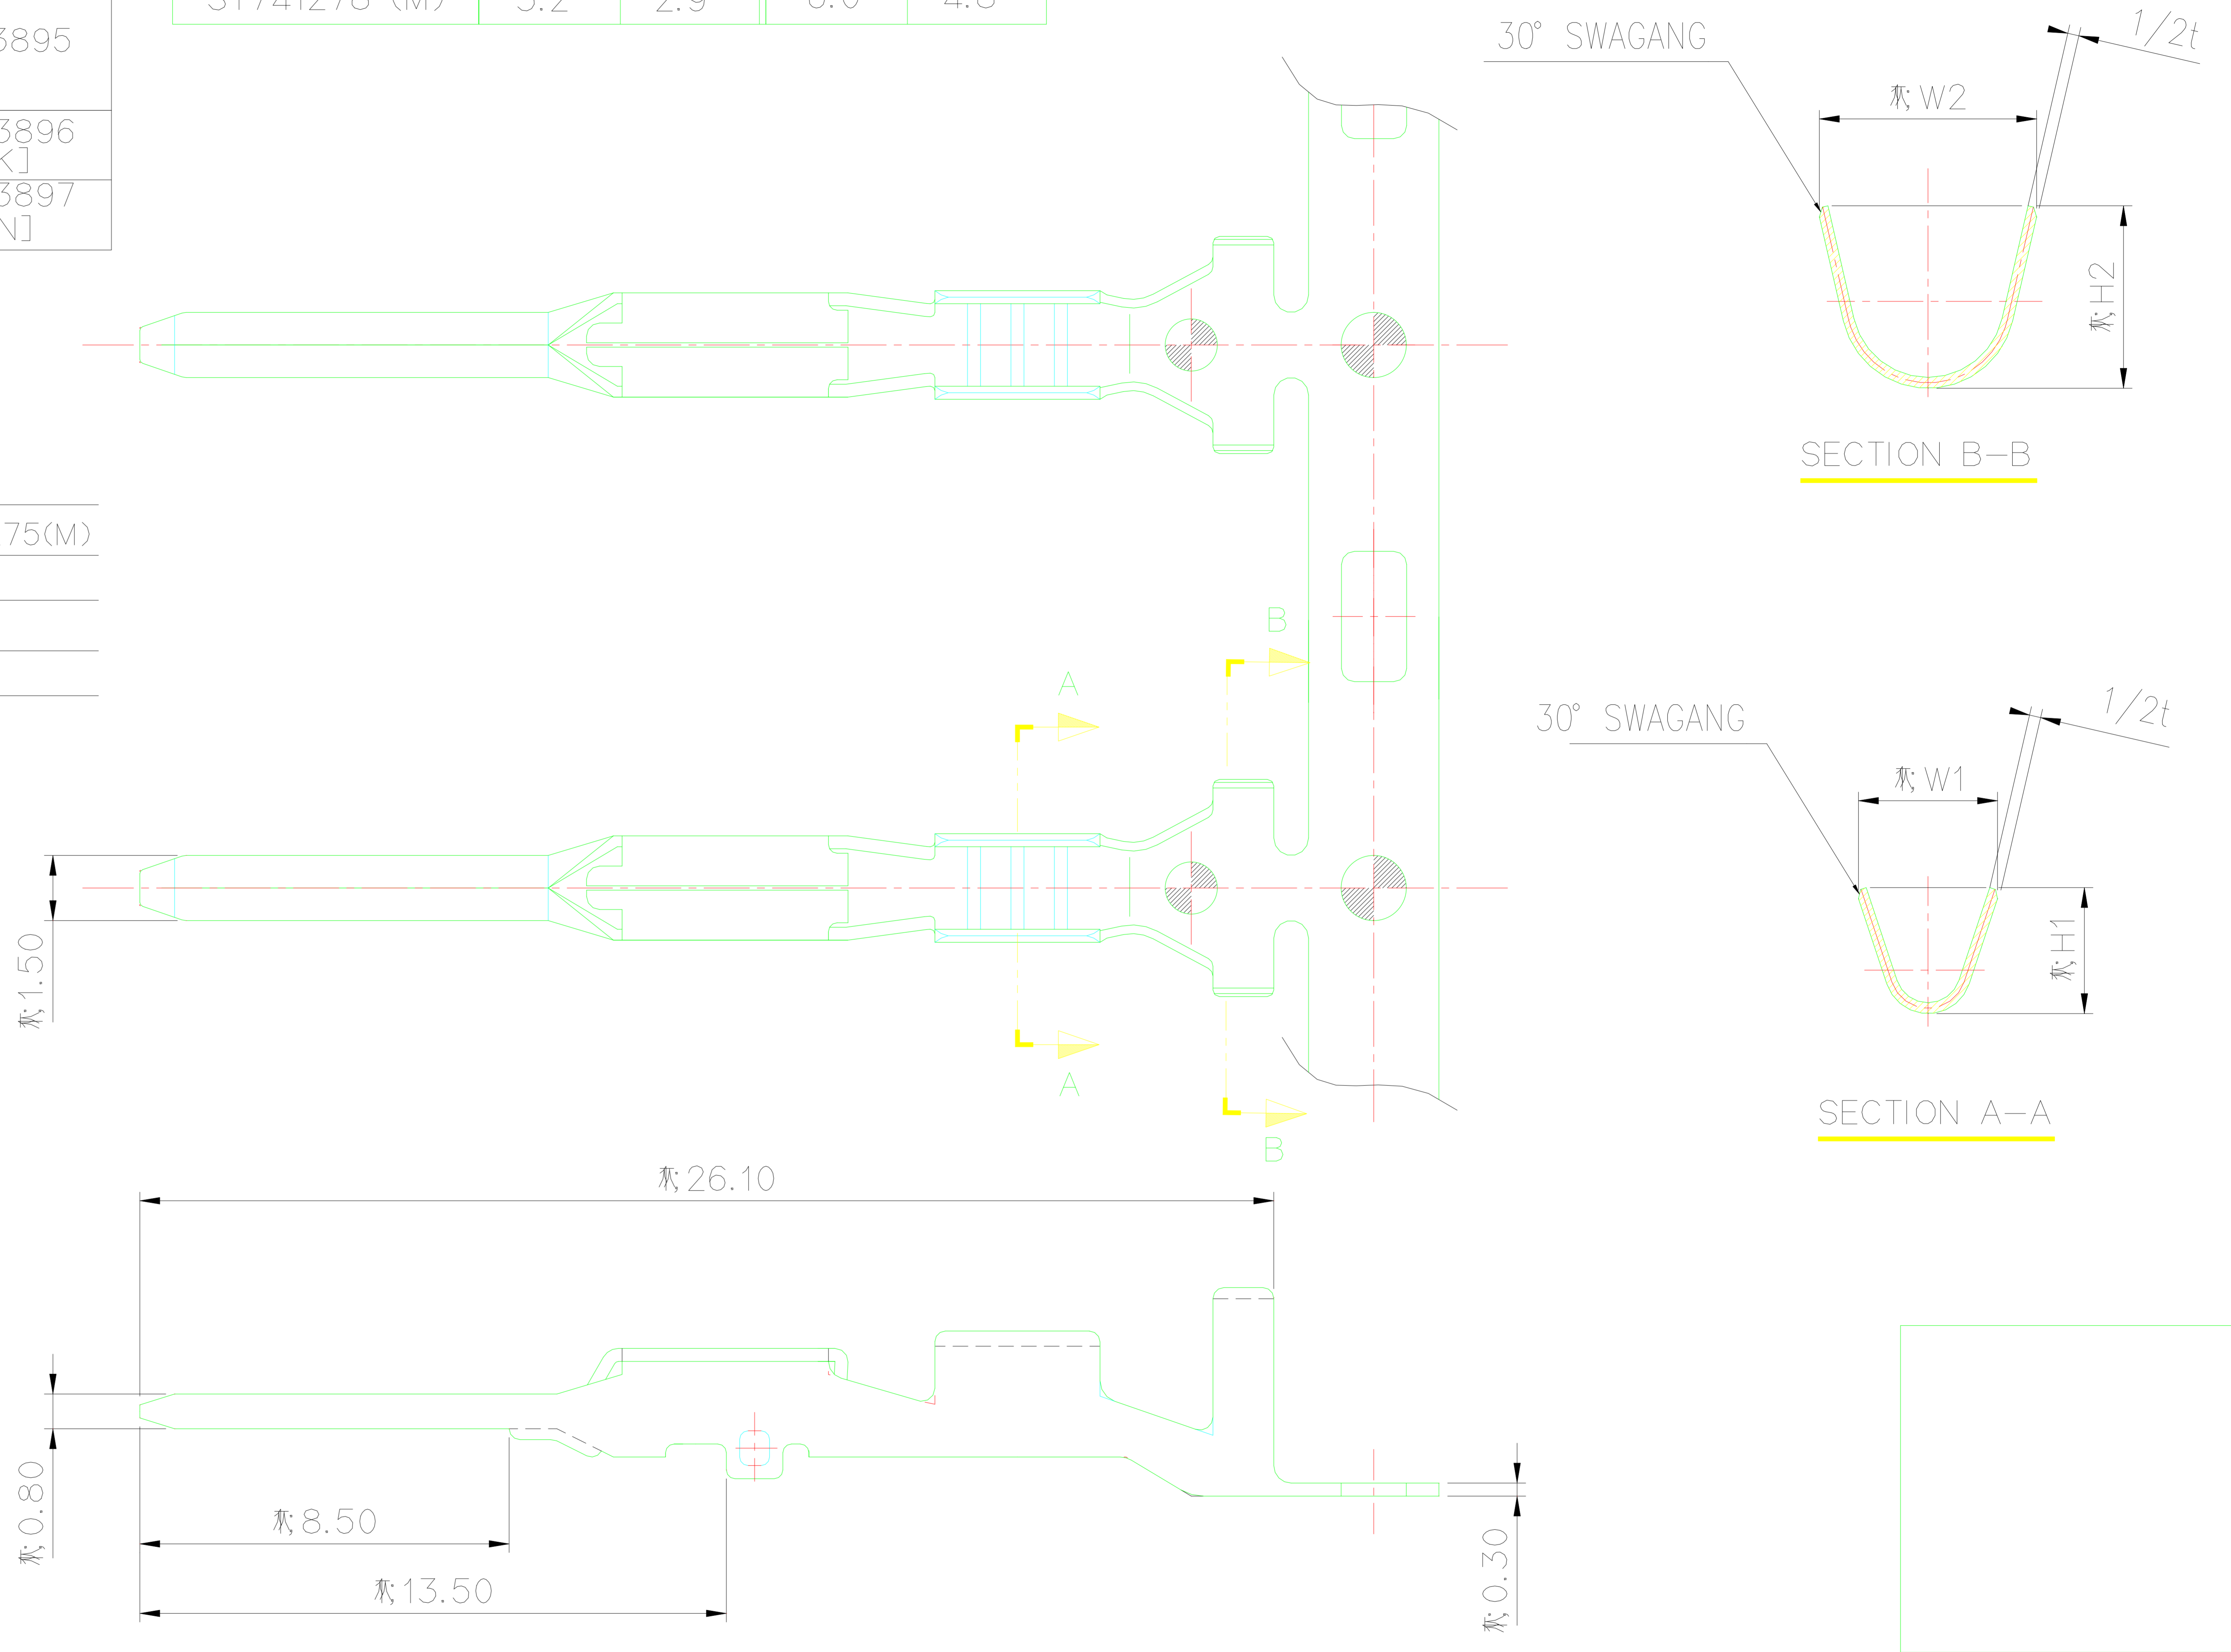 3895
3896
K]
3897
N]
75(M)
30° SWAGANG
1/2t
W2
H2
SECTION B-B
30° SWAGANG
1/2t
W1
H1
SECTION A-A
B
A
A
B
1.50
26.10
0.80
8.50
13.50
0.30